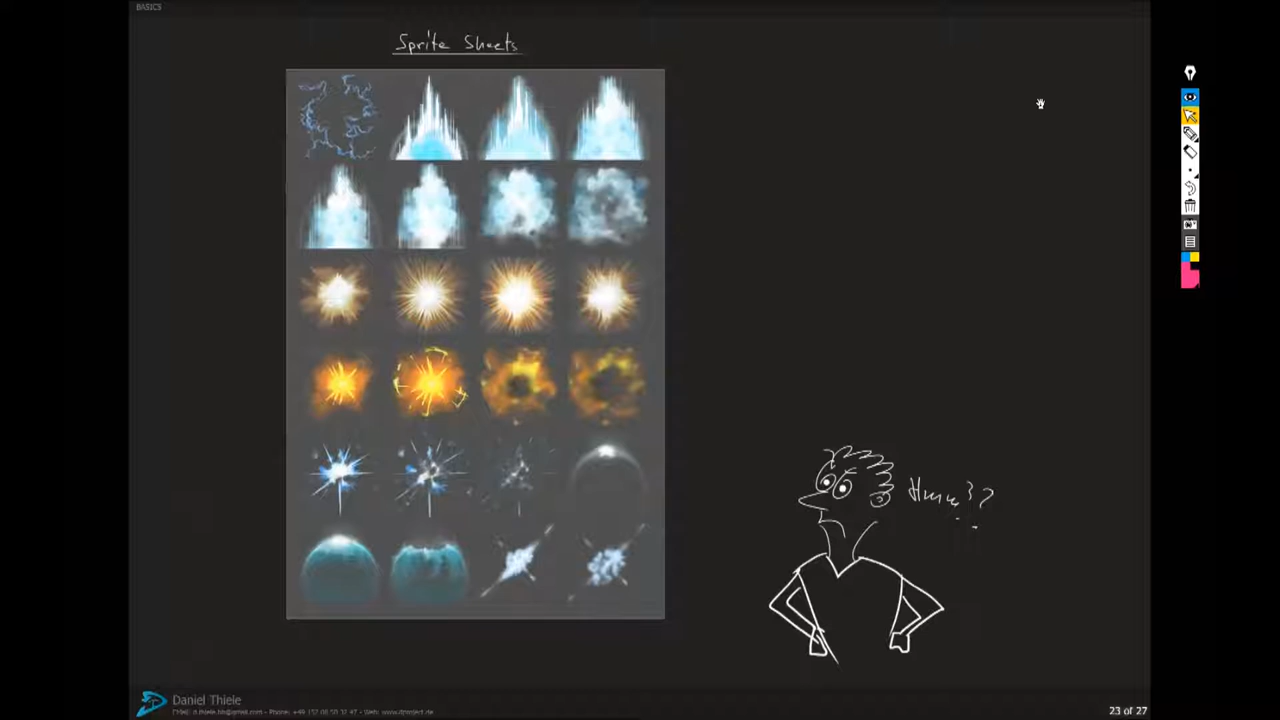 BASICS
Sprite Sheets
Hmm??
Daniel Thiele
23 of 27